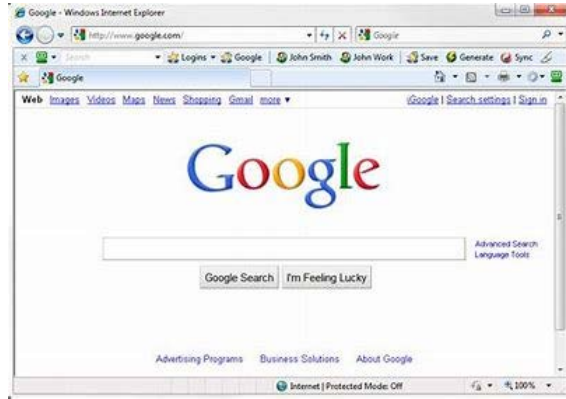 Google - Windows Internet Explorer
http://www.google.com/ Google
Search Logins Google John Smith John Work Save Generate Sync
Google
Web Images Videos Maps News Shopping Gmail more ▼ iGoogle | Search settings | Sign in
Google
Advanced Search
Language Tools
Google Search I'm Feeling Lucky
Advertising Programs Business Solutions About Google
Internet | Protected Mode: Off 100%